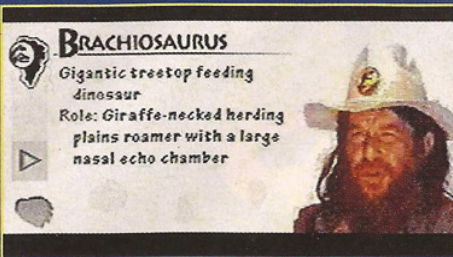 BRACHIOSAURUS
Gigantic treetop feeding
dinosaur
Role: Giraffe-necked herding
plains roamer with a large
nasal echo chamber